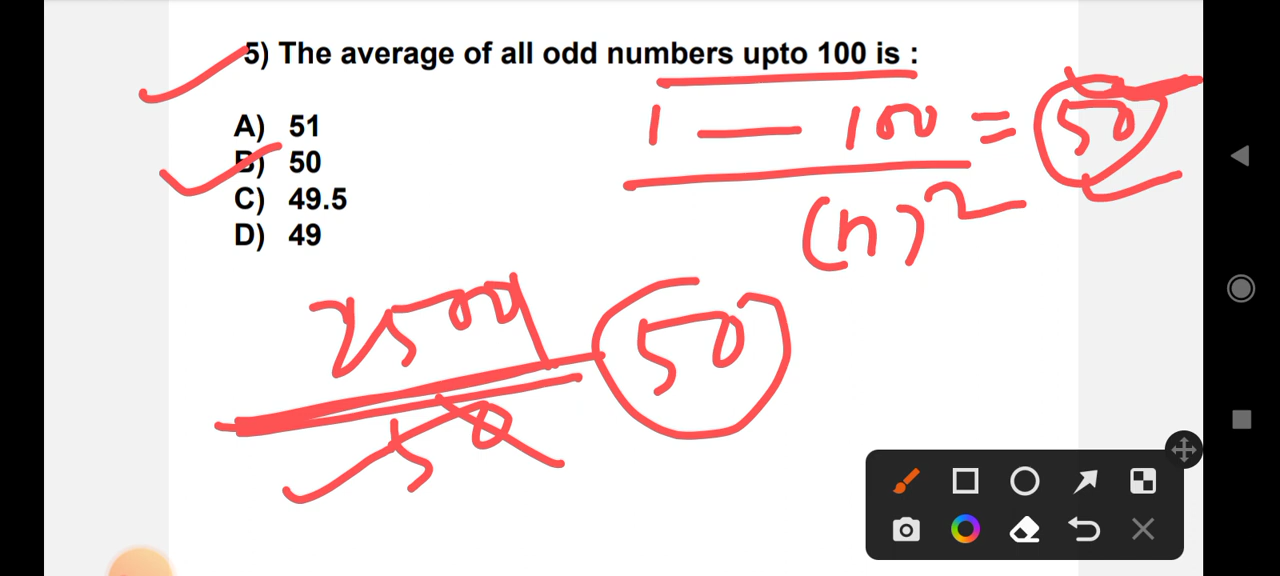 5) The average of all odd numbers upto 100 is :
1 — 100 = 50
(n)²
A) 51
B) 50
C) 49.5
D) 49
2500
50
50